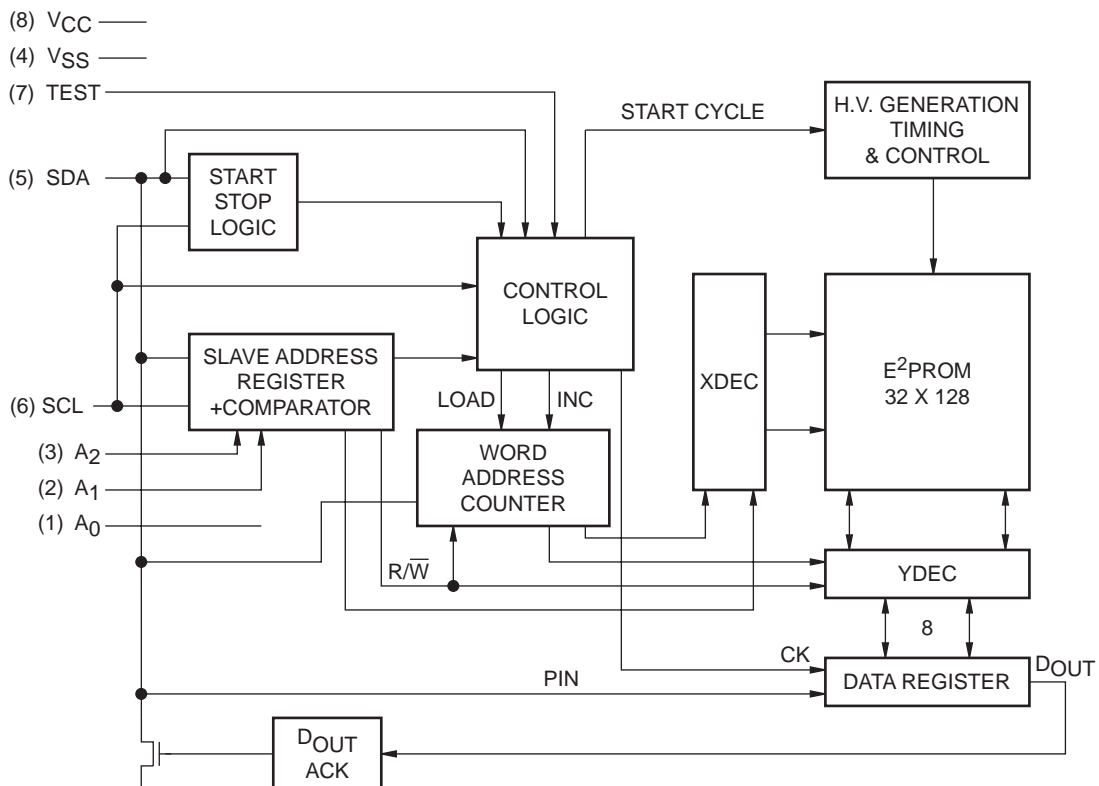 (8) VCC
(4) VSS
(7) TEST
START CYCLE
H.V. GENERATION
TIMING
& CONTROL
(5) SDA
START
STOP
LOGIC
CONTROL
LOGIC
XDEC
E²PROM
32 X 128
SLAVE ADDRESS
REGISTER
+COMPARATOR
(6) SCL
LOAD
INC
(3) A2
(2) A1
(1) A0
WORD
ADDRESS
COUNTER
R/W̅
YDEC
8
CK
PIN
DATA REGISTER
DOUT
DOUT
ACK